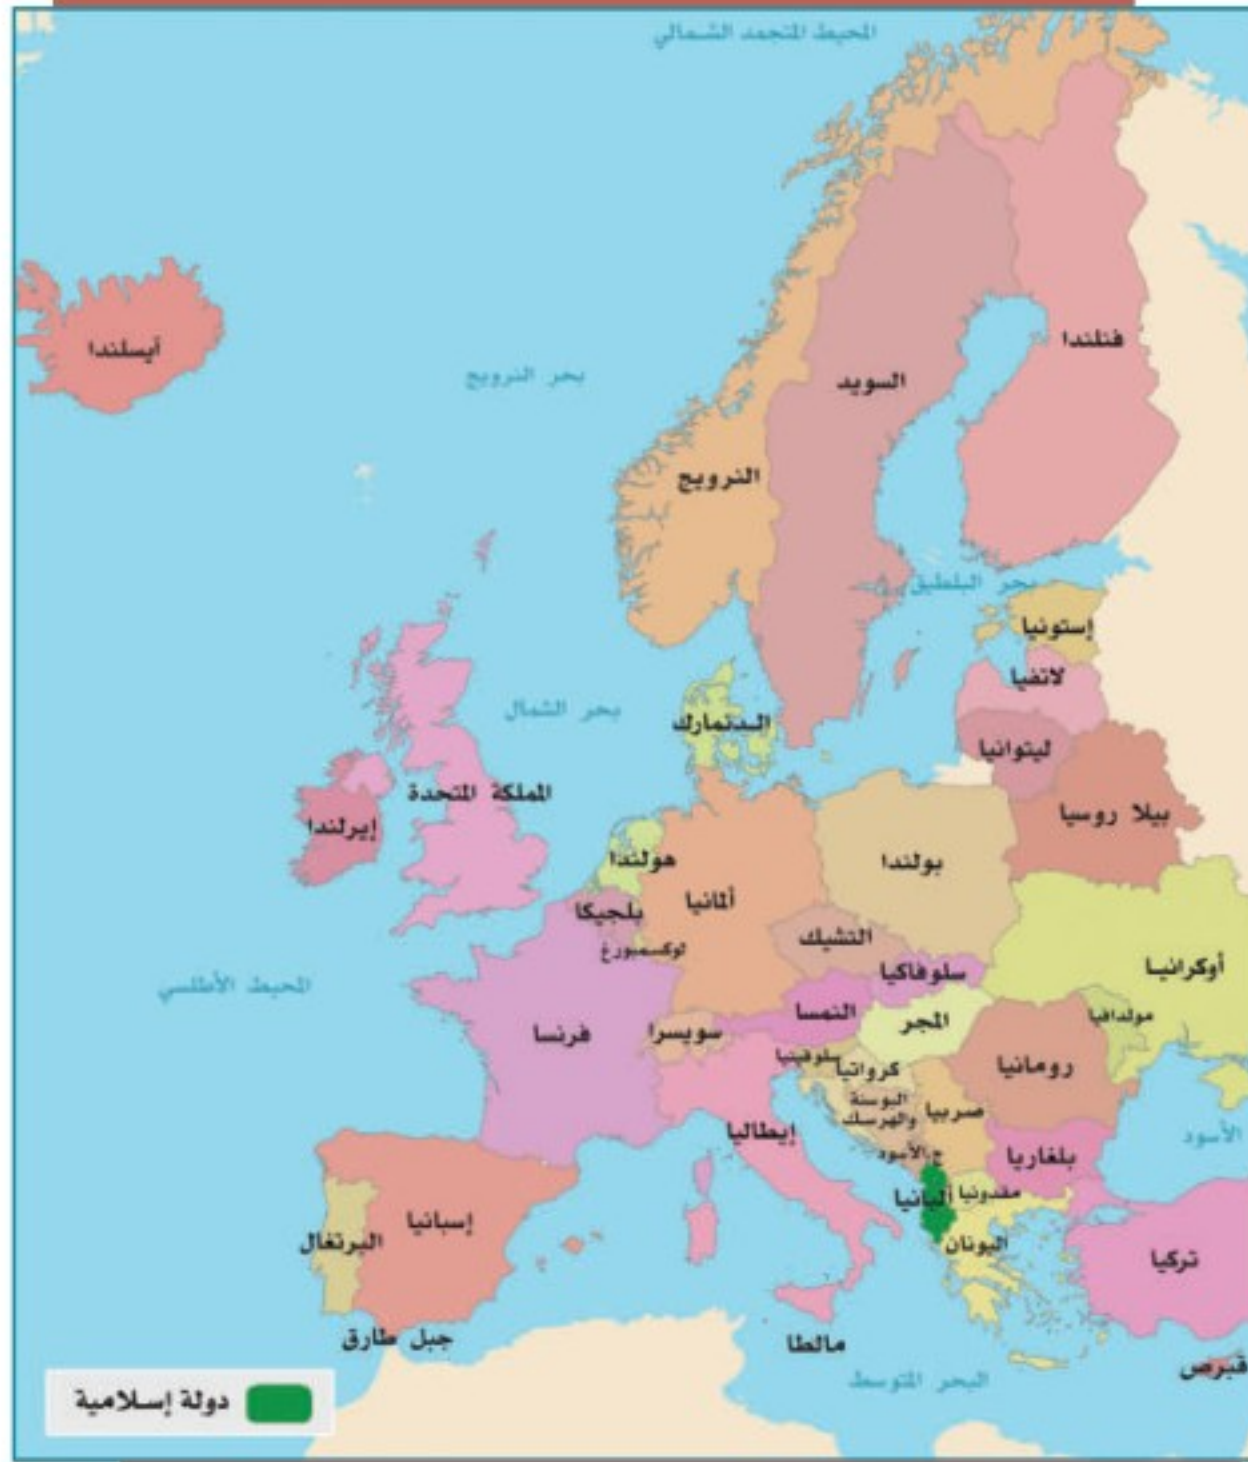 المحيط المتجمد الشمالي
أيسلندا
بحر النرويج
فنلندا
السويد
النرويج
بحر البلطيق
إستونيا
لاتفيا
بحر الشمال
الدنمارك
ليتوانيا
المملكة المتحدة
إيرلندا
بيلا روسيا
هولندا
بولندا
ألمانيا
بلجيكا
لوكسمبورغ
التشيك
سلوفاكيا
أوكرانيا
المحيط الأطلسي
النمسا
المجر
مولدافيا
فرنسا
سويسرا
سلوفينيا
كرواتيا
رومانيا
البوسنة
والهرسك
صربيا
إيطاليا
الأسود
ج.الأسود
بلغاريا
ألبانيا
مقدونيا
إسبانيا
البرتغال
اليونان
تركيا
جبل طارق
مالطا
قبرص
البحر المتوسط
دولة إسلامية